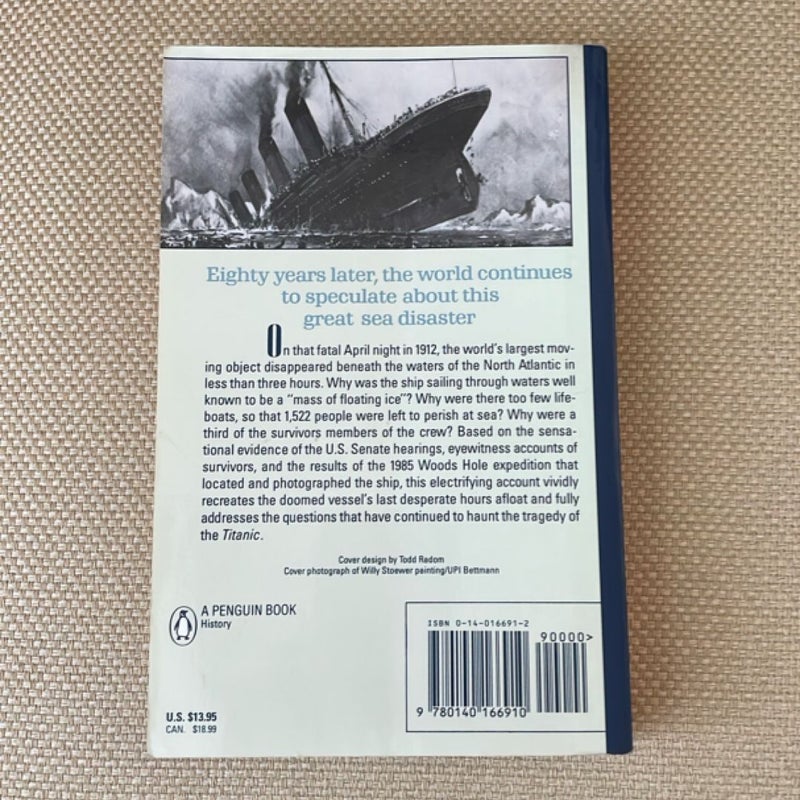 Eighty years later, the world continues
to speculate about this
great sea disaster
On that fatal April night in 1912, the world's largest mov-
ing object disappeared beneath the waters of the North Atlantic in
less than three hours. Why was the ship sailing through waters well
known to be a "mass of floating ice"? Why were there too few life-
boats, so that 1,522 people were left to perish at sea? Why were a
third of the survivors members of the crew? Based on the sensa-
tional evidence of the U.S. Senate hearings, eyewitness accounts of
survivors, and the results of the 1985 Woods Hole expedition that
located and photographed the ship, this electrifying account vividly
recreates the doomed vessel's last desperate hours afloat and fully
addresses the questions that have continued to haunt the tragedy of
the Titanic.
Cover design by Todd Radom
Cover photograph of Willy Stoewer painting/UPI Bettmann
A PENGUIN BOOK
History
ISBN 0-14-016691-2
90000>
9 780140 166910
U.S. $13.95
CAN. $18.99